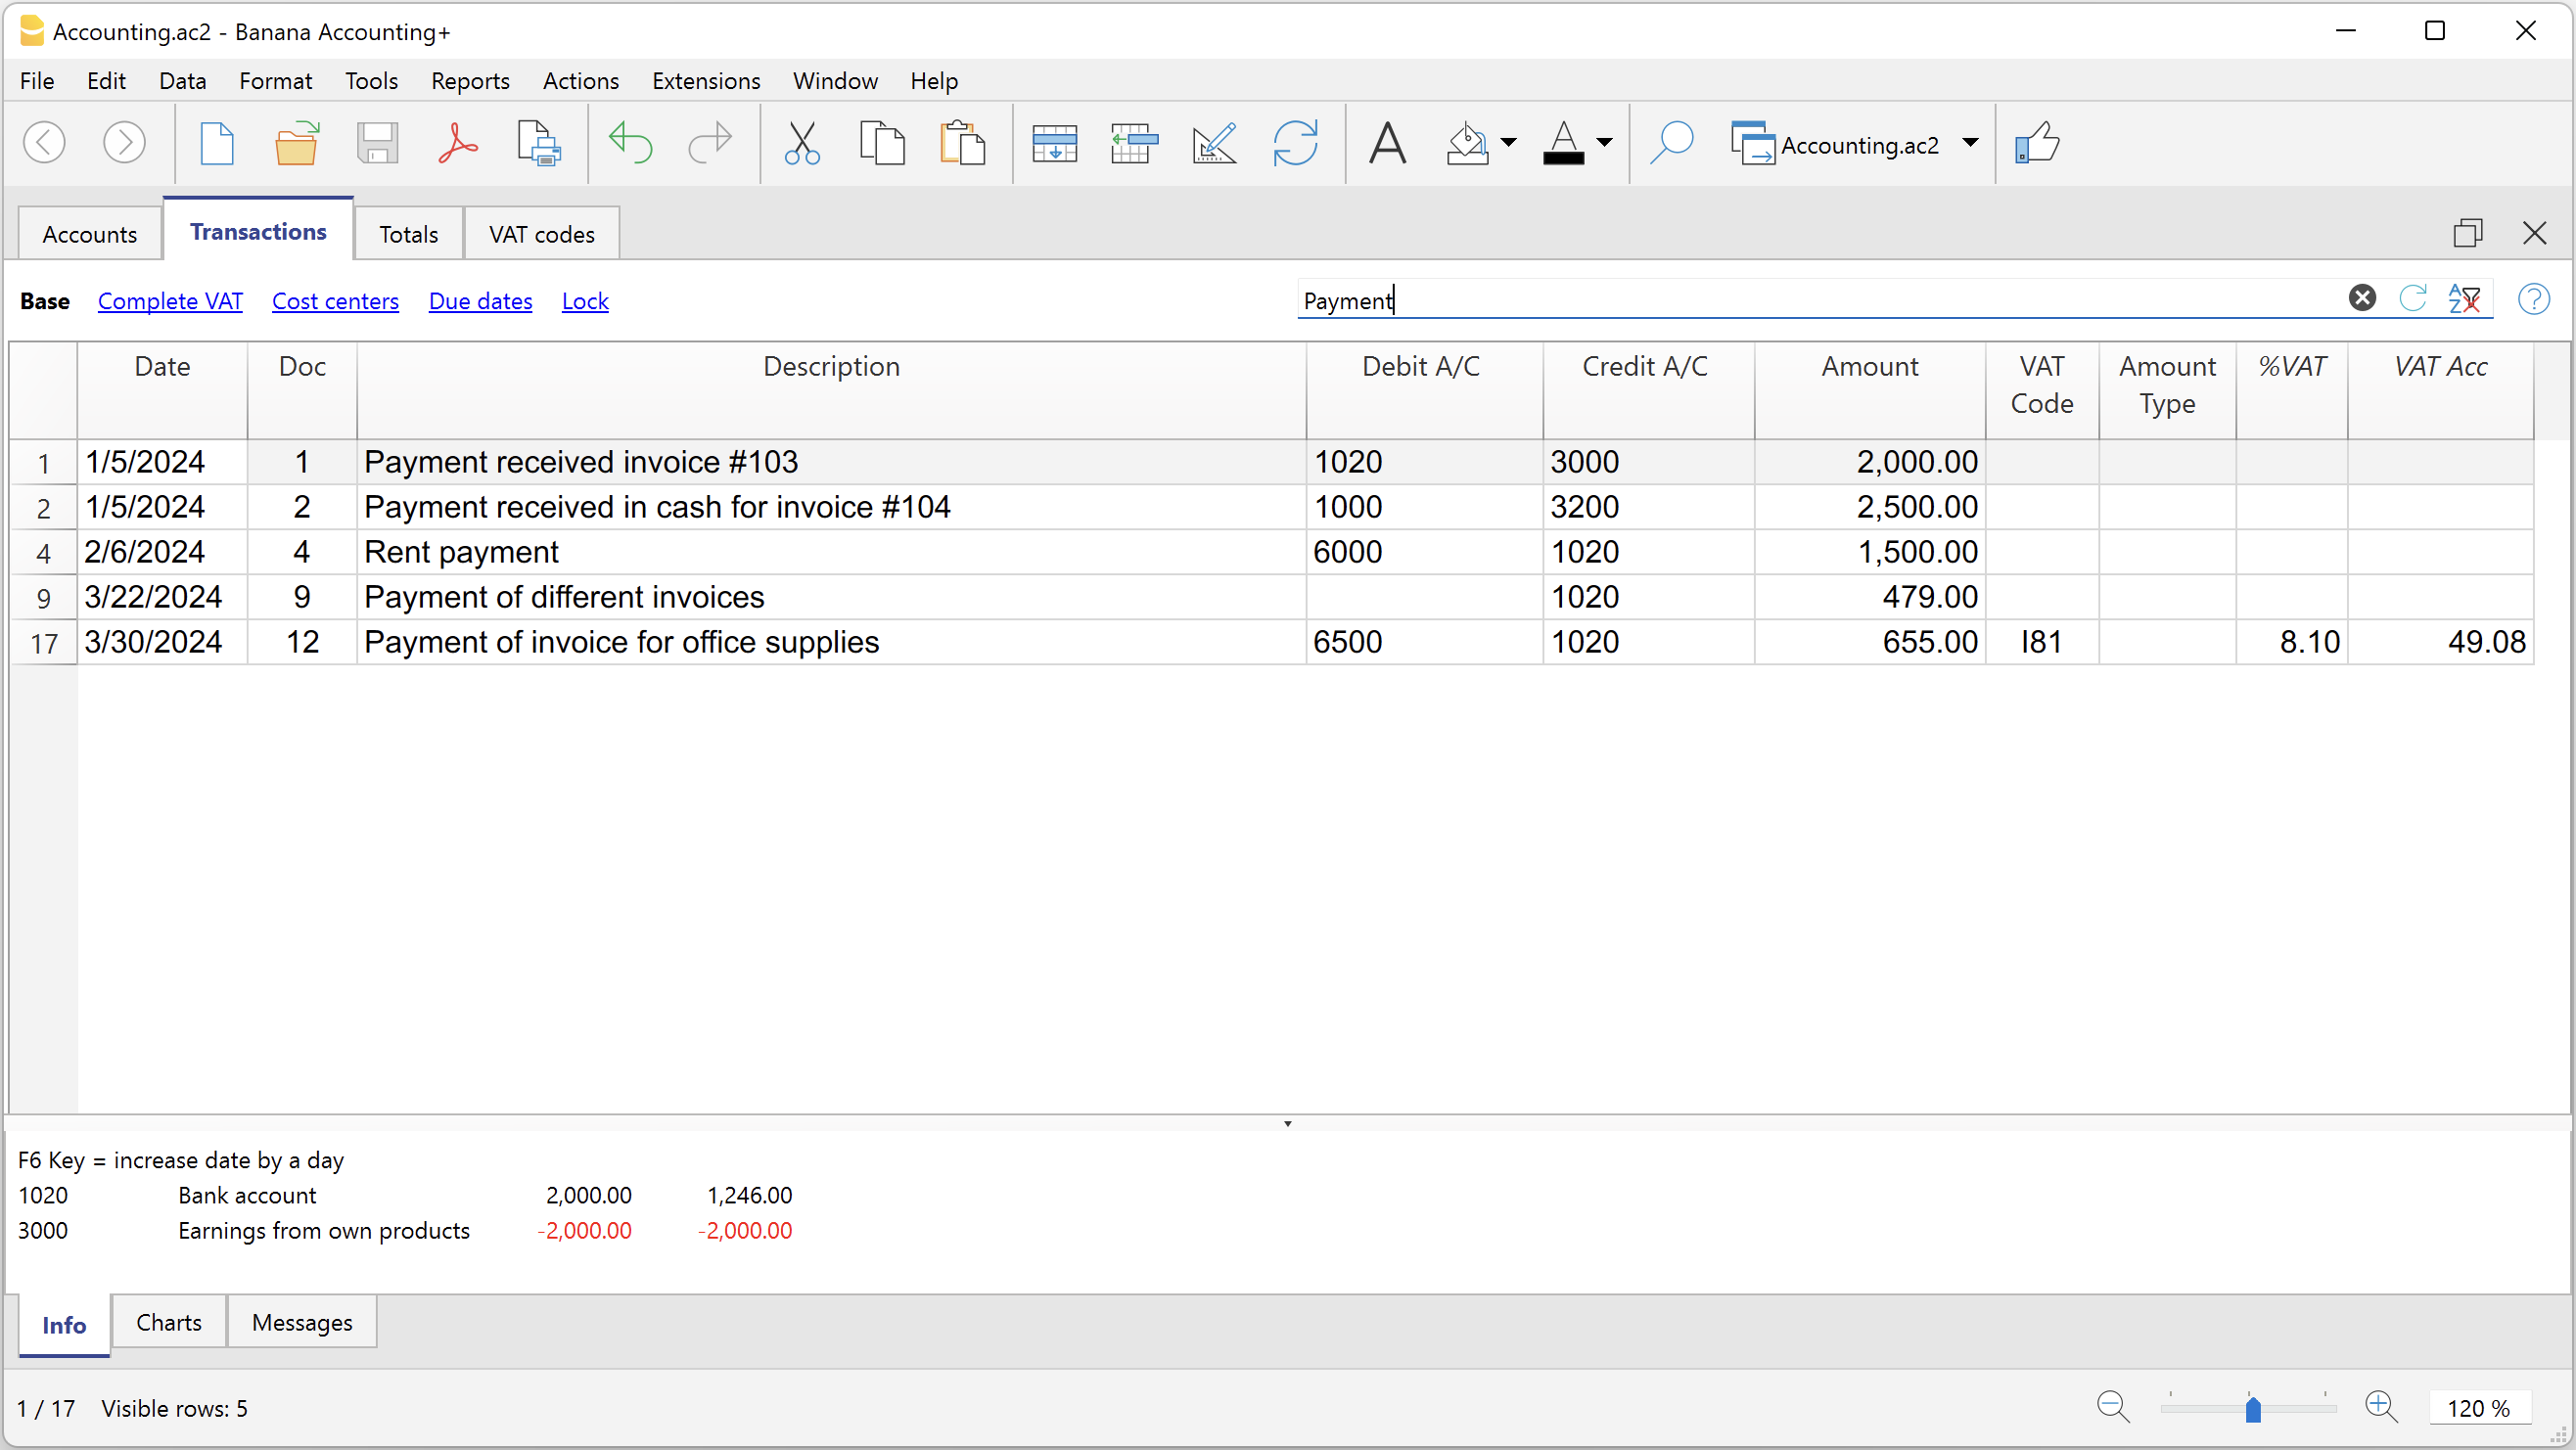 Accounting.ac2 - Banana Accounting+
File Edit Data Format Tools Reports Actions Extensions Window Help
Accounting.ac2
Accounts Transactions Totals VAT codes
Base Complete VAT Cost centers Due dates Lock Payment
Date Doc Description Debit A/C Credit A/C Amount VAT Code Amount Type %VAT VAT Acc
1 1/5/2024 1 Payment received invoice #103 1020 3000 2,000.00
2 1/5/2024 2 Payment received in cash for invoice #104 1000 3200 2,500.00
4 2/6/2024 4 Rent payment 6000 1020 1,500.00
9 3/22/2024 9 Payment of different invoices 1020 479.00
17 3/30/2024 12 Payment of invoice for office supplies 6500 1020 655.00 I81 8.10 49.08
F6 Key = increase date by a day
1020 Bank account 2,000.00 1,246.00
3000 Earnings from own products -2,000.00 -2,000.00
Info Charts Messages
1 / 17 Visible rows: 5 120 %